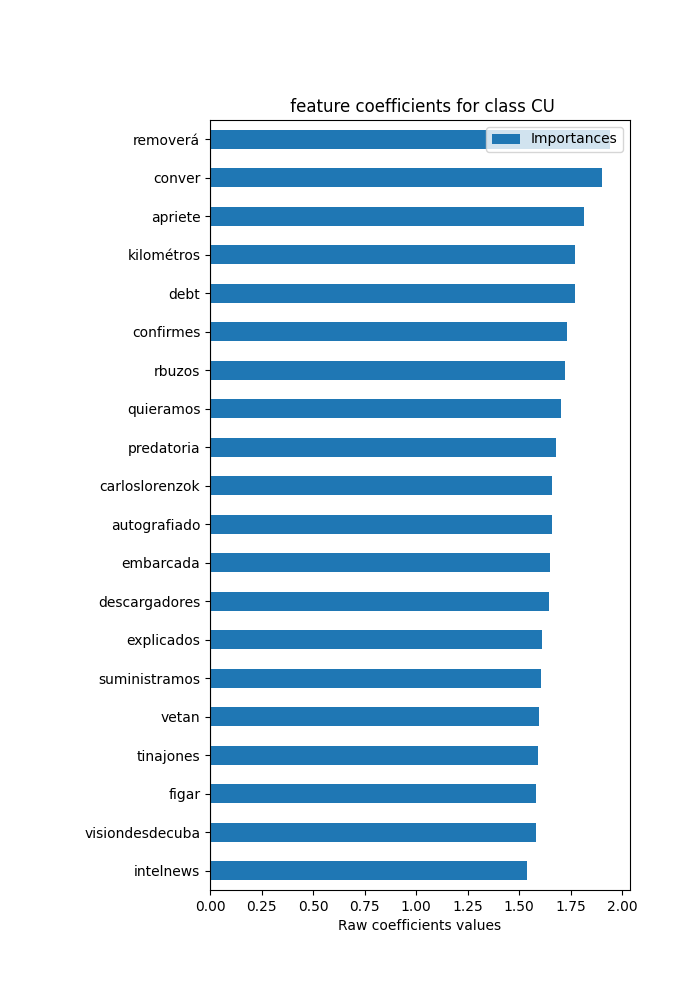 feature coefficients for class CU
Importances
removerá
conver
apriete
kilométros
debt
confirmes
rbuzos
quieramos
predatoria
carloslorenzok
autografiado
embarcada
descargadores
explicados
suministramos
vetan
tinajones
figar
visiondesdecuba
intelnews
0.00 0.25 0.50 0.75 1.00 1.25 1.50 1.75 2.00
Raw coefficients values